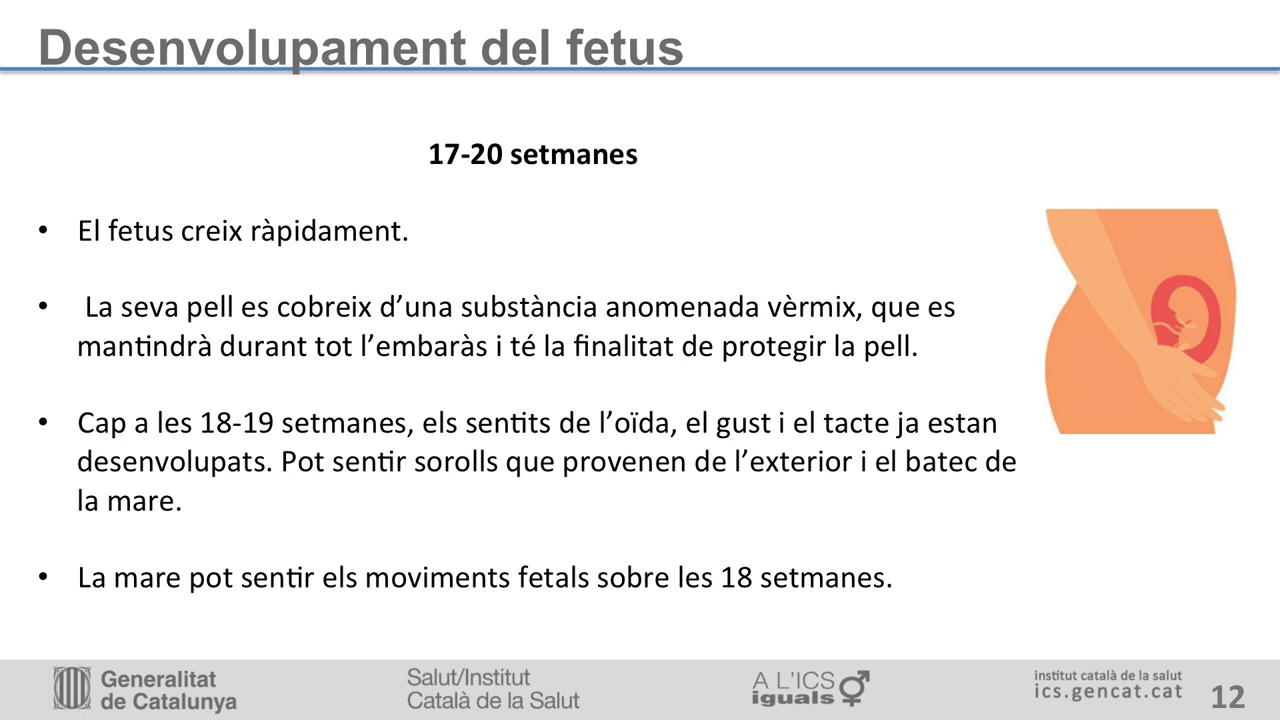 Desenvolupament del fetus
17-20 setmanes
• El fetus creix ràpidament.
• La seva pell es cobreix d’una substància anomenada vèrmix, que es
mantindrà durant tot l’embaràs i té la finalitat de protegir la pell.
• Cap a les 18-19 setmanes, els sentits de l’oïda, el gust i el tacte ja estan
desenvolupats. Pot sentir sorolls que provenen de l’exterior i el batec de
la mare.
• La mare pot sentir els moviments fetals sobre les 18 setmanes.
Generalitat
de Catalunya
Salut/Institut
Català de la Salut
A L'ICS
iguals
institut català de la salut
ics.gencat.cat
12